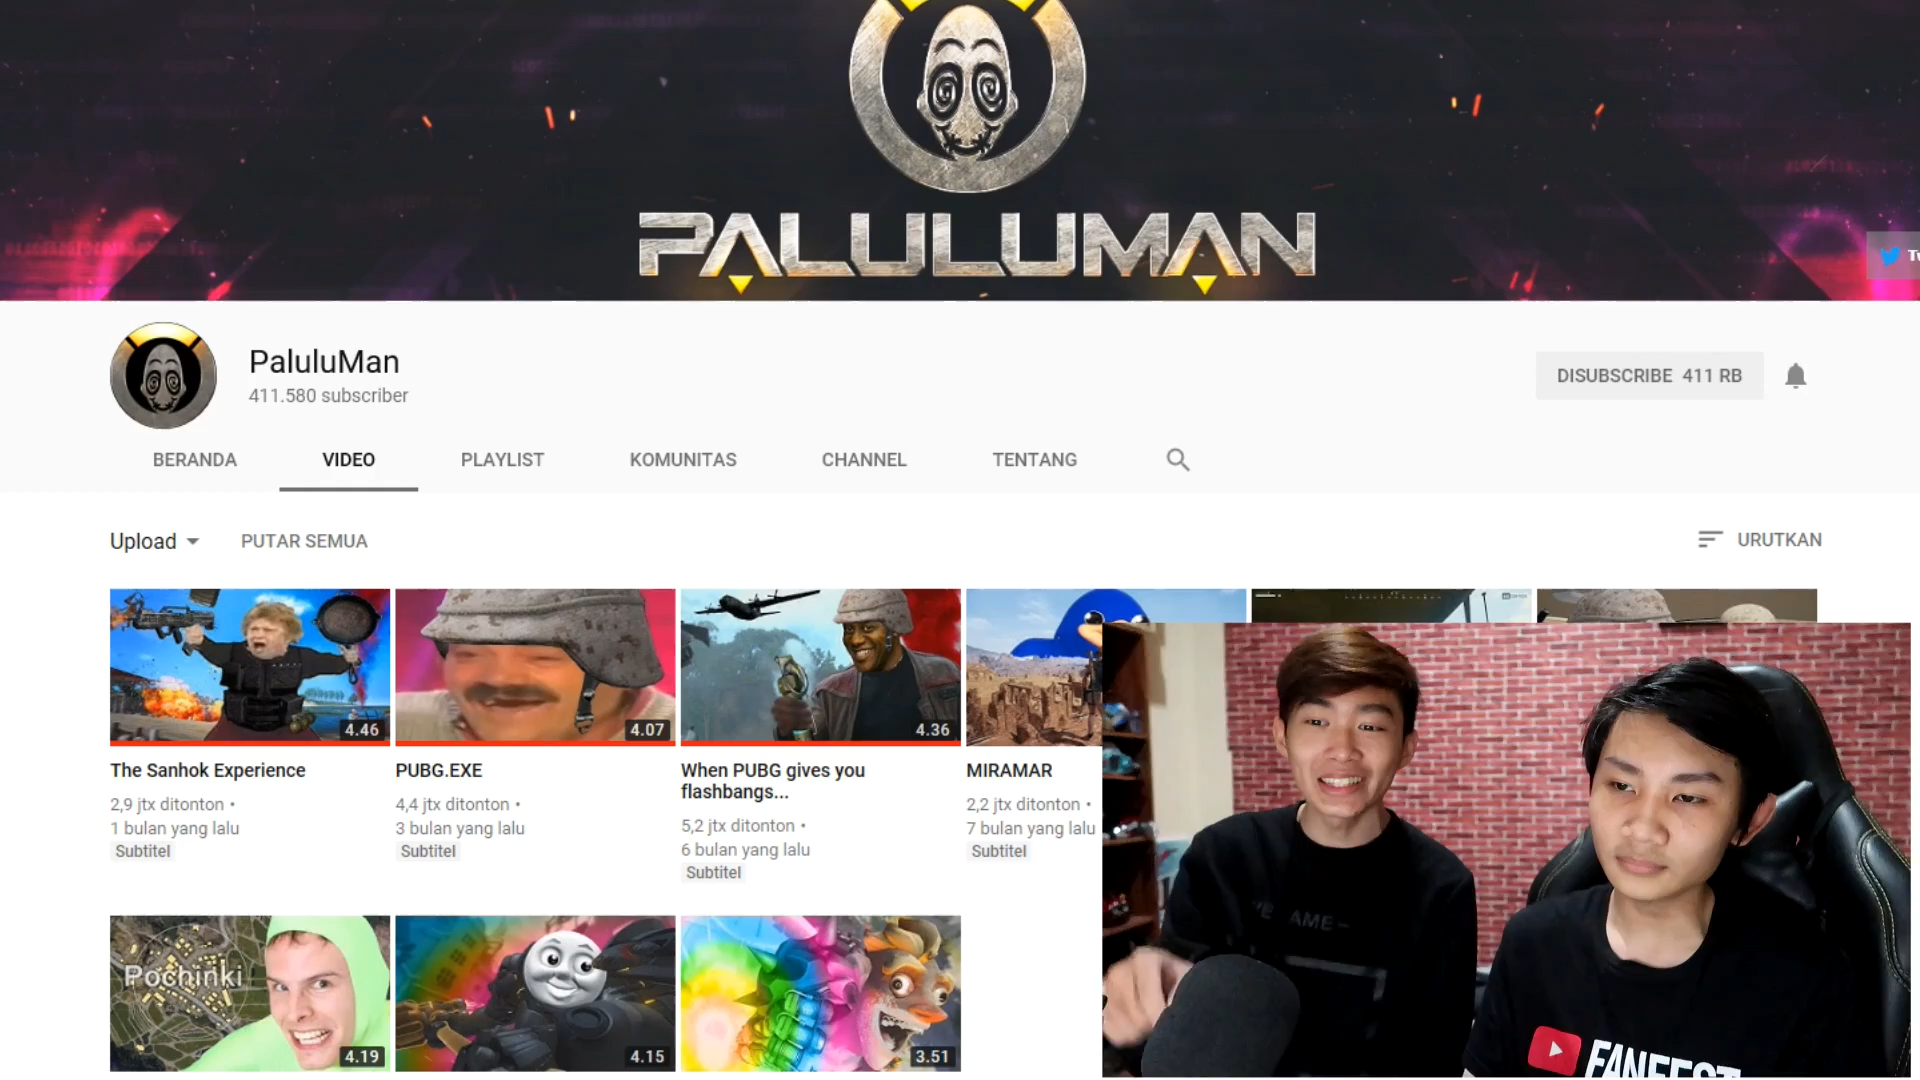 PALULUMAN
PaluluMan
411.580 subscriber
DISUBSCRIBE 411 RB
BERANDA VIDEO PLAYLIST KOMUNITAS CHANNEL TENTANG
Upload PUTAR SEMUA
URUTKAN
4.46
4.07
4.36
The Sanhok Experience
2,9 jtx ditonton •
1 bulan yang lalu
Subtitel
PUBG.EXE
4,4 jtx ditonton •
3 bulan yang lalu
Subtitel
When PUBG gives you
flashbangs...
5,2 jtx ditonton •
6 bulan yang lalu
Subtitel
MIRAMAR
2,2 jtx ditonton •
7 bulan yang lalu
Subtitel
Pochinki
4.19
4.15
3.51
FANFEST